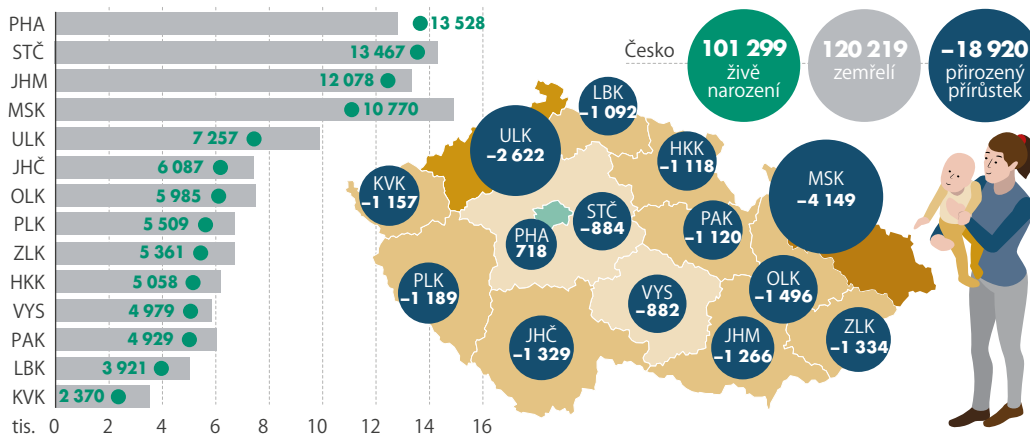 PHA 13 528
STČ 13 467
JHM 12 078
MSK 10 770
ULK 7 257
JHČ 6 087
OLK 5 985
PLK 5 509
ZLK 5 361
HKK 5 058
VYS 4 979
PAK 4 929
LBK 3 921
KVK 2 370
tis. 0 2 4 6 8 10 12 14 16
Česko
101 299
živě
narození
120 219
zemřelí
–18 920
přirozený
přírůstek
LBK
–1 092
ULK
–2 622
HKK
–1 118
KVK
–1 157
MSK
–4 149
STČ
–884
PAK
–1 120
PHA
718
PLK
–1 189
VYS
–882
OLK
–1 496
JHČ
–1 329
JHM
–1 266
ZLK
–1 334